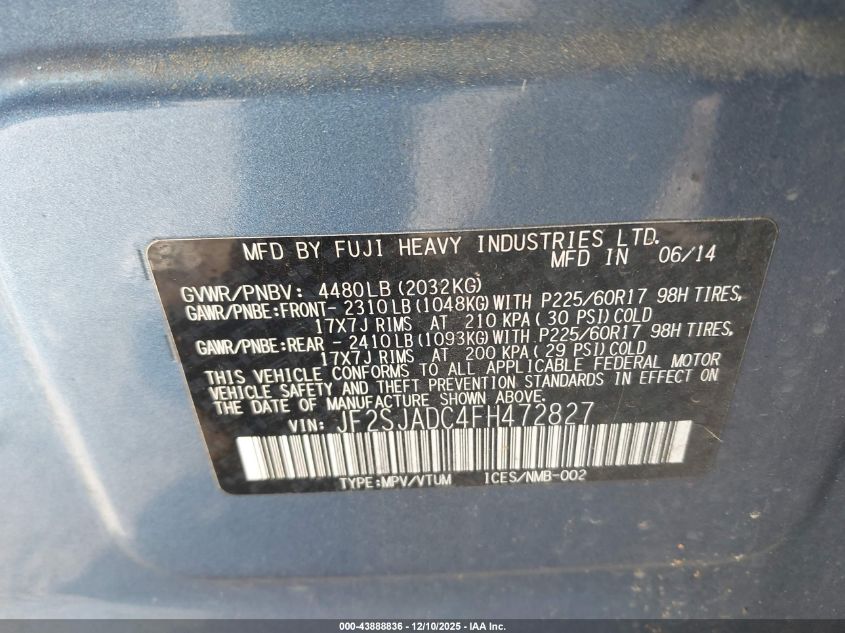 MFD BY FUJI HEAVY INDUSTRIES LTD.
MFD IN 06/14
GVWR/PNBV: 4480LB(2032KG)
GAWR/PNBE:FRONT- 2310LB(1048KG)WITH P225/60R17 98H TIRES,
17X7J RIMS AT 210 KPA( 30 PSI)COLD
GAWR/PNBE:REAR - 2410LB(1093KG)WITH P225/60R17 98H TIRES,
17X7J RIMS AT 200 KPA( 29 PSI)COLD
THIS VEHICLE CONFORMS TO ALL APPLICABLE FEDERAL MOTOR
VEHICLE SAFETY AND THEFT PREVENTION STANDARDS IN EFFECT ON
THE DATE OF MANUFACTURE SHOWN ABOVE.
VIN: JF2SJADC4FH472827
TYPE:MPV/VTUM ICES/NMB-002
000-43888836 - 12/10/2025 - IAA Inc.